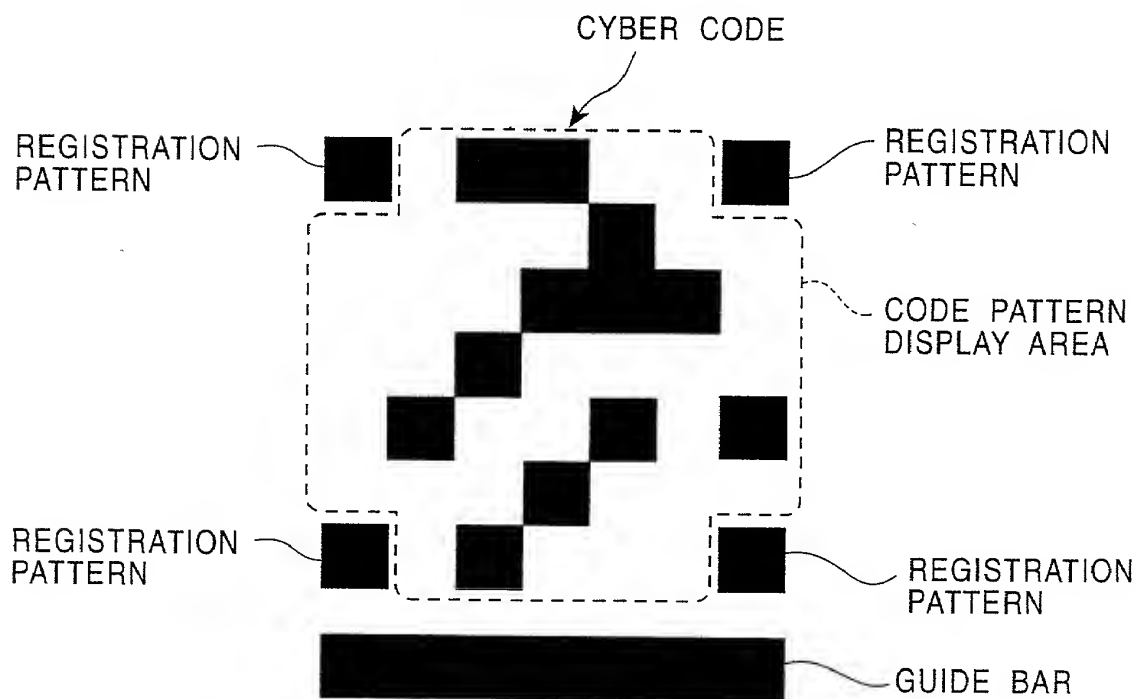 CYBER CODE
REGISTRATION
PATTERN
REGISTRATION
PATTERN
CODE PATTERN
DISPLAY AREA
REGISTRATION
PATTERN
REGISTRATION
PATTERN
GUIDE BAR